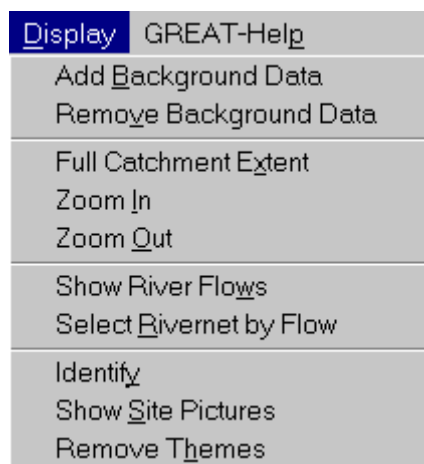 Display GREAT-Help
Add Background Data
Remove Background Data
Full Catchment Extent
Zoom In
Zoom Out
Show River Flows
Select Rivernet by Flow
Identify
Show Site Pictures
Remove Themes